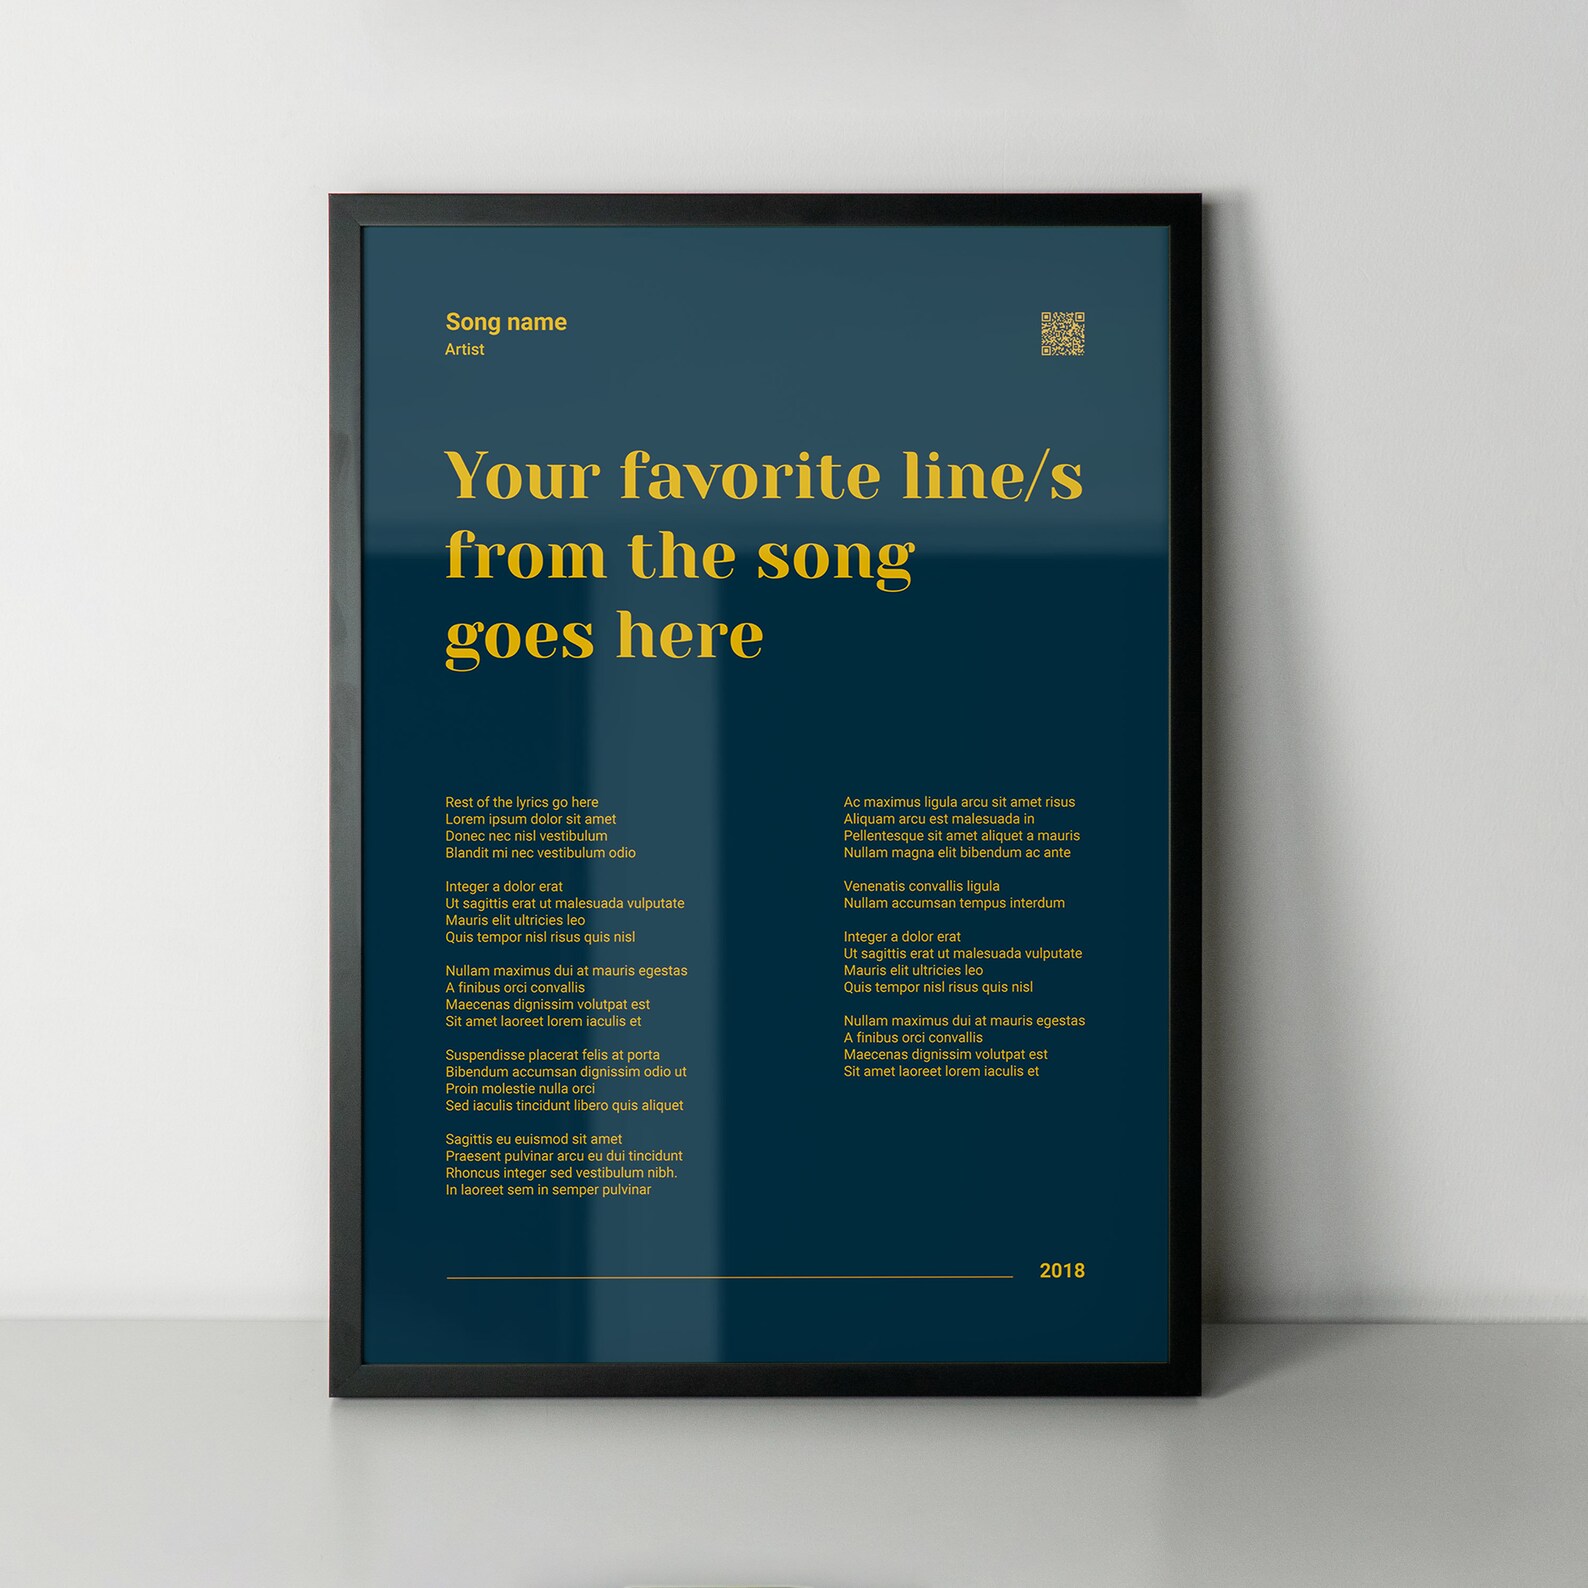 Song name
Artist
Your favorite line/s
from the song
goes here
Rest of the lyrics go here
Lorem ipsum dolor sit amet
Donec nec nisl vestibulum
Blandit mi nec vestibulum odio
Integer a dolor erat
Ut sagittis erat ut malesuada vulputate
Mauris elit ultricies leo
Quis tempor nisl risus quis nisl
Nullam maximus dui at mauris egestas
A finibus orci convallis
Maecenas dignissim volutpat est
Sit amet laoreet lorem iaculis et
Suspendisse placerat felis at porta
Bibendum accumsan dignissim odio ut
Proin molestie nulla orci
Sed iaculis tincidunt libero quis aliquet
Sagittis eu euismod sit amet
Praesent pulvinar arcu eu dui tincidunt
Rhoncus integer sed vestibulum nibh.
In laoreet sem in semper pulvinar
Ac maximus ligula arcu sit amet risus
Aliquam arcu est malesuada in
Pellentesque sit amet aliquet a mauris
Nullam magna elit bibendum ac ante
Venenatis convallis ligula
Nullam accumsan tempus interdum
Integer a dolor erat
Ut sagittis erat ut malesuada vulputate
Mauris elit ultricies leo
Quis tempor nisl risus quis nisl
Nullam maximus dui at mauris egestas
A finibus orci convallis
Maecenas dignissim volutpat est
Sit amet laoreet lorem iaculis et
2018